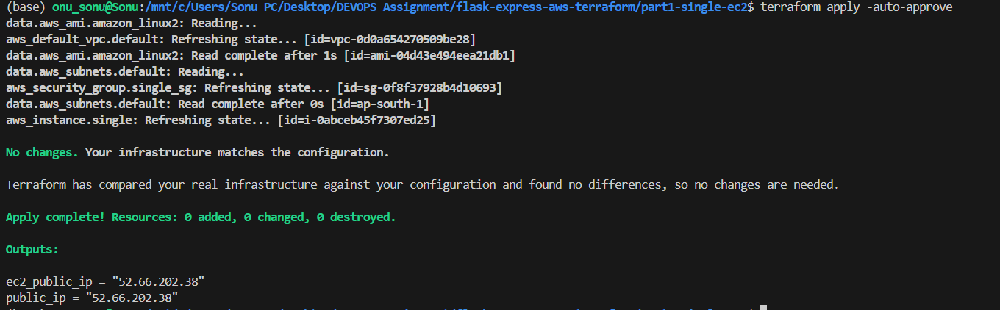 (base) onu_sonu@Sonu:/mnt/c/Users/Sonu PC/Desktop/DEVOPS Assignment/flask-express-aws-terraform/part1-single-ec2$ terraform apply -auto-approve
data.aws_ami.amazon_linux2: Reading...
aws_default_vpc.default: Refreshing state... [id=vpc-0d0a654270509be28]
data.aws_ami.amazon_linux2: Read complete after 1s [id=ami-04d43e494eea21db1]
data.aws_subnets.default: Reading...
aws_security_group.single_sg: Refreshing state... [id=sg-0f8f37928b4d10693]
data.aws_subnets.default: Read complete after 0s [id=ap-south-1]
aws_instance.single: Refreshing state... [id=i-0abceb45f7307ed25]
No changes. Your infrastructure matches the configuration.
Terraform has compared your real infrastructure against your configuration and found no differences, so no changes are needed.
Apply complete! Resources: 0 added, 0 changed, 0 destroyed.
Outputs:
ec2_public_ip = "52.66.202.38"
public_ip = "52.66.202.38"